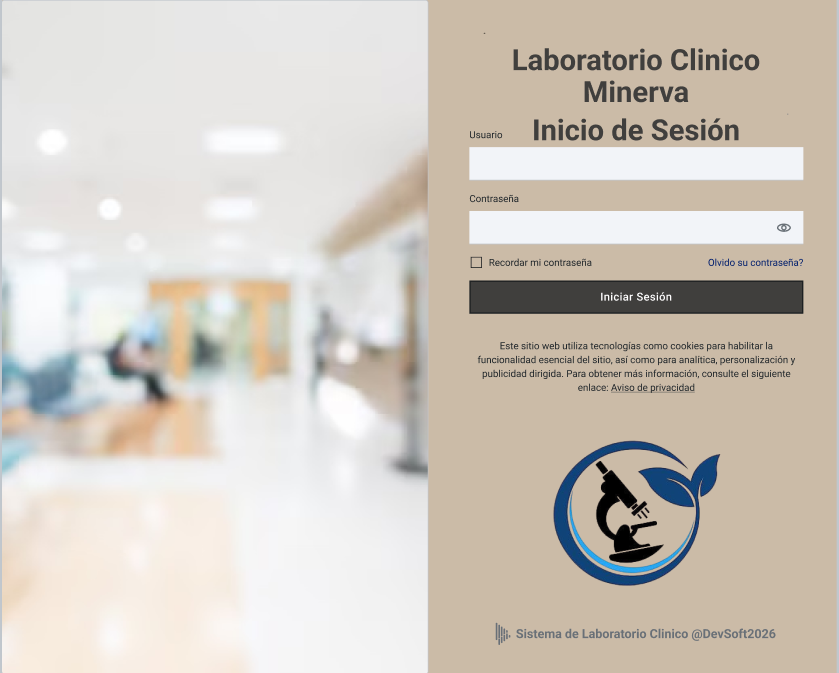 Laboratorio Clinico
Minerva
Inicio de Sesión
Usuario
Contraseña
Recordar mi contraseña
Olvido su contraseña?
Iniciar Sesión
Este sitio web utiliza tecnologías como cookies para habilitar la
funcionalidad esencial del sitio, así como para analítica, personalización y
publicidad dirigida. Para obtener más información, consulte el siguiente
enlace: Aviso de privacidad
Sistema de Laboratorio Clinico @DevSoft2026